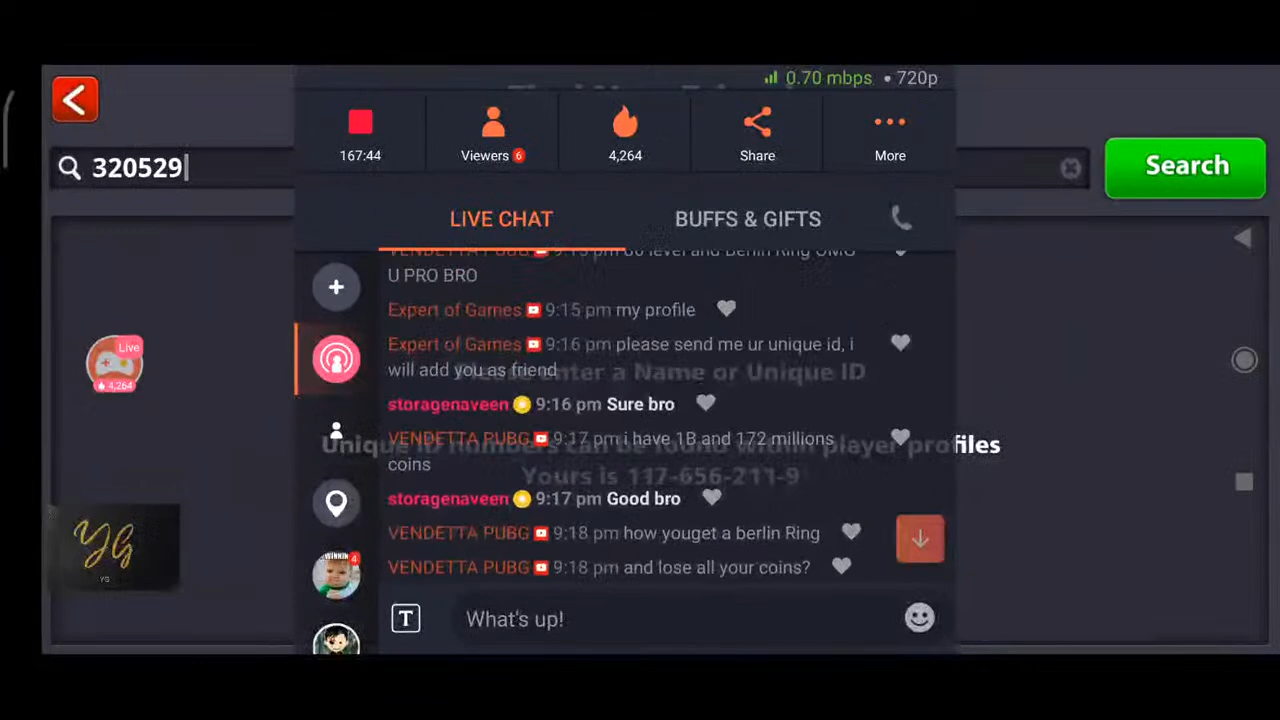 0.70 mbps • 720p
167:44
Viewers 6
4,264
Share
More
320529
Search
LIVE CHAT
BUFFS & GIFTS
U PRO BRO
Expert of Games 9:15 pm my profile
Expert of Games 9:16 pm please send me ur unique id, i
will add you as friend
Please enter a Name or Unique ID
storagenaveen 9:16 pm Sure bro
VENDETTA PUBG 9:17 pm i have 1B and 172 millions
coins
Unique ID numbers can be found within player profiles
Yours is 117-656-211-9
storagenaveen 9:17 pm Good bro
VENDETTA PUBG 9:18 pm how youget a berlin Ring
VENDETTA PUBG 9:18 pm and lose all your coins?
T What's up!
Live
4,264
WINNIN
4
YG
YG